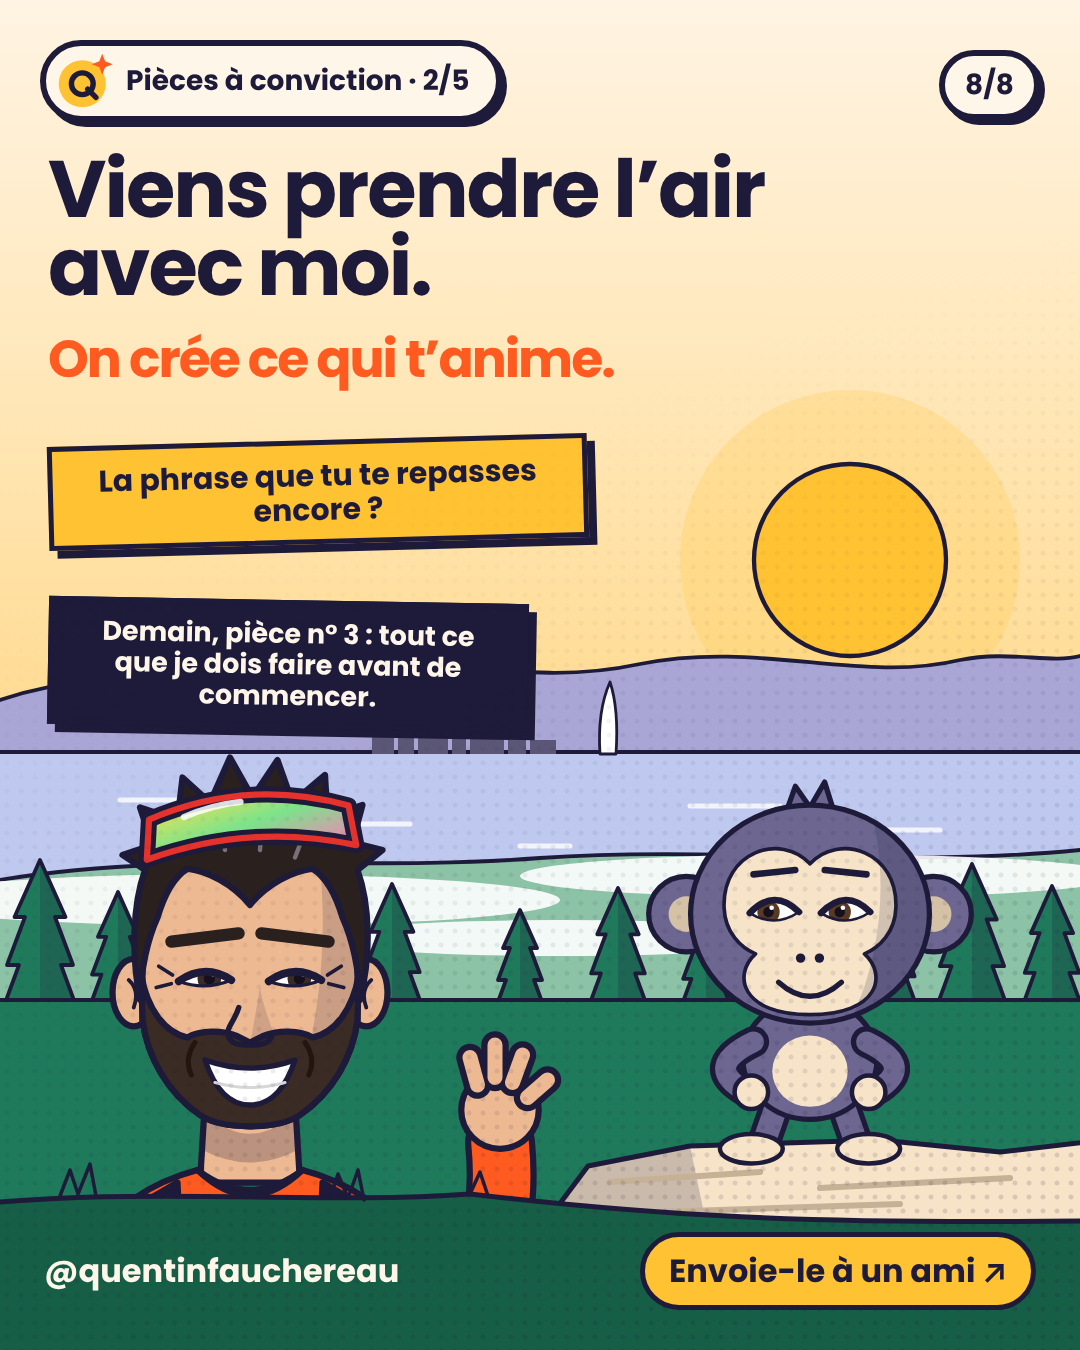 Q
Pièces à conviction · 2/5
8/8
Viens prendre l’air
avec moi.
On crée ce qui t’anime.
La phrase que tu te repasses
encore ?
Demain, pièce n° 3 : tout ce
que je dois faire avant de
commencer.
@quentinfauchereau
Envoie-le à un ami ↗